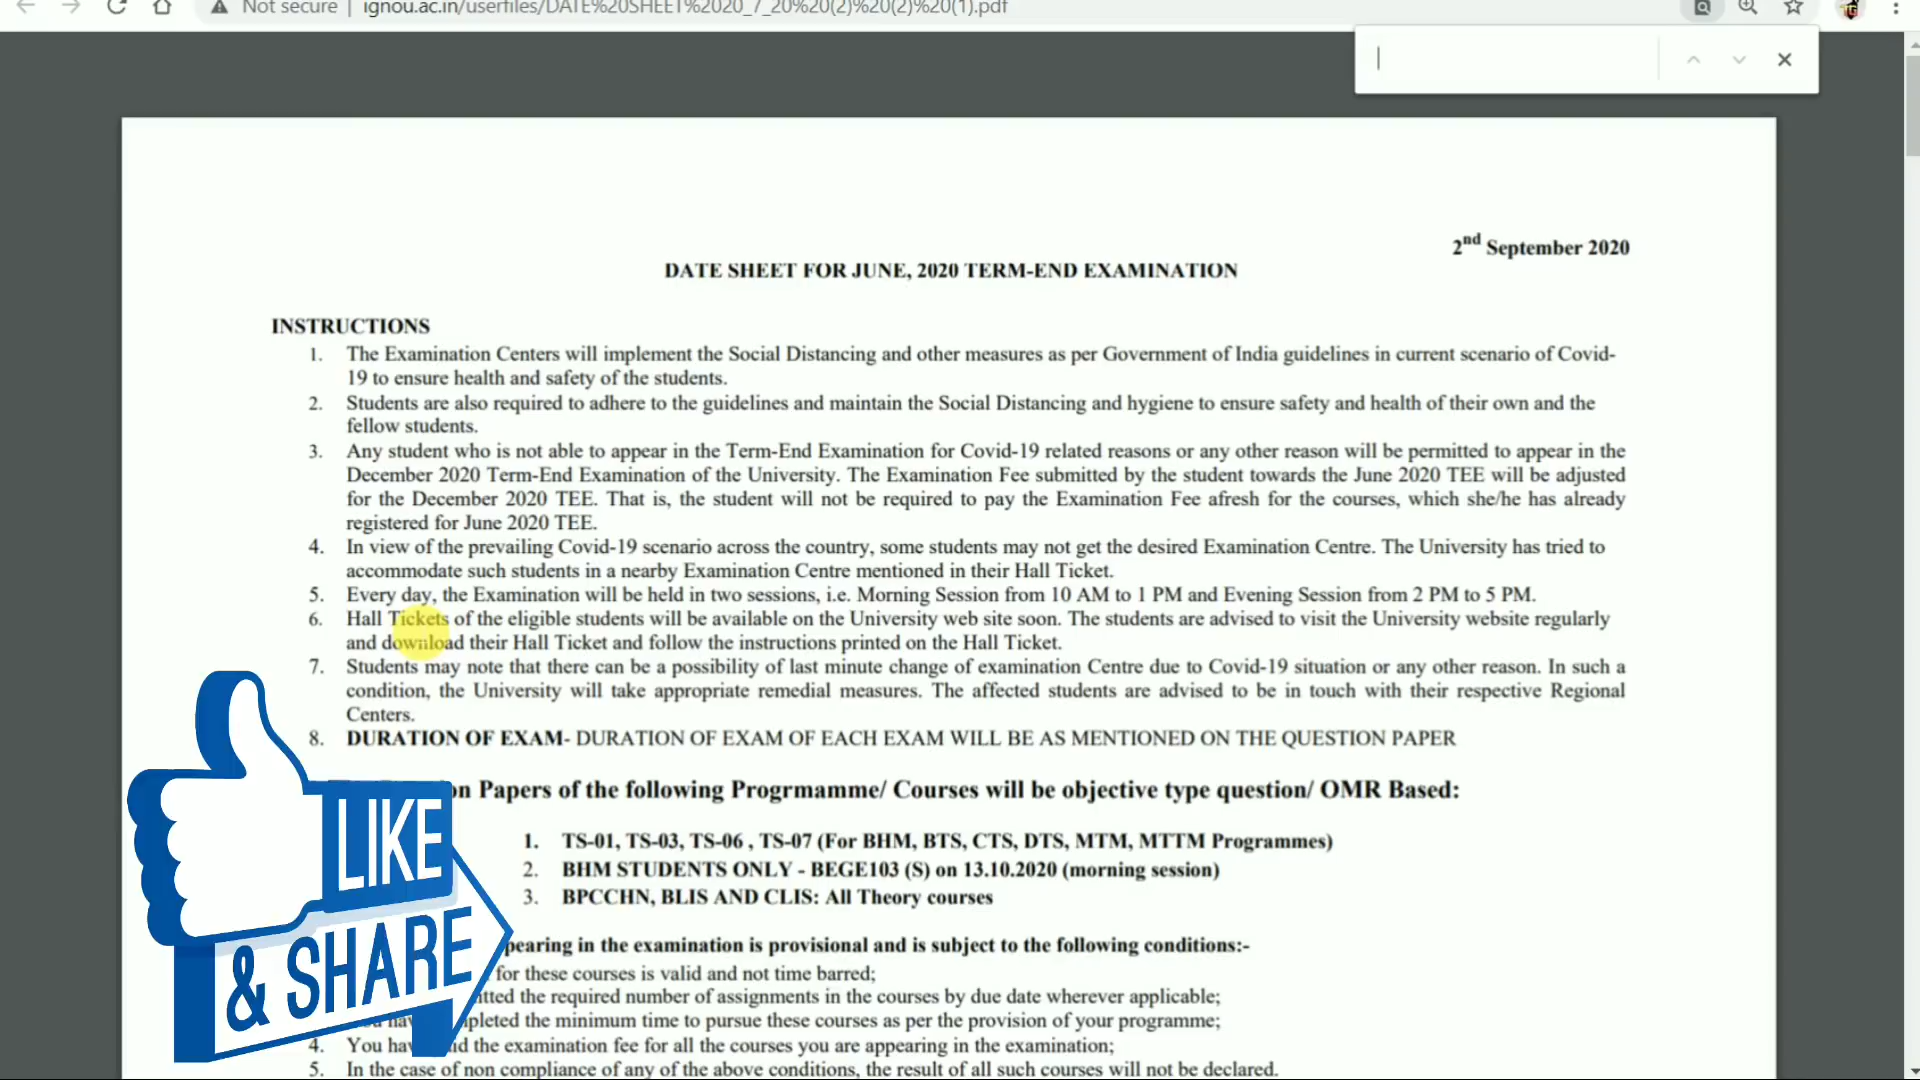 Not secure | ignou.ac.in/userfiles/DATE%20SHEET%2020_7_20%20(2)%20(2)%20(1).pdf
2nd September 2020
DATE SHEET FOR JUNE, 2020 TERM-END EXAMINATION
INSTRUCTIONS
1. The Examination Centers will implement the Social Distancing and other measures as per Government of India guidelines in current scenario of Covid-
19 to ensure health and safety of the students.
2. Students are also required to adhere to the guidelines and maintain the Social Distancing and hygiene to ensure safety and health of their own and the
fellow students.
3. Any student who is not able to appear in the Term-End Examination for Covid-19 related reasons or any other reason will be permitted to appear in the
December 2020 Term-End Examination of the University. The Examination Fee submitted by the student towards the June 2020 TEE will be adjusted
for the December 2020 TEE. That is, the student will not be required to pay the Examination Fee afresh for the courses, which she/he has already
registered for June 2020 TEE.
4. In view of the prevailing Covid-19 scenario across the country, some students may not get the desired Examination Centre. The University has tried to
accommodate such students in a nearby Examination Centre mentioned in their Hall Ticket.
5. Every day, the Examination will be held in two sessions, i.e. Morning Session from 10 AM to 1 PM and Evening Session from 2 PM to 5 PM.
6. Hall Tickets of the eligible students will be available on the University web site soon. The students are advised to visit the University website regularly
and download their Hall Ticket and follow the instructions printed on the Hall Ticket.
7. Students may note that there can be a possibility of last minute change of examination Centre due to Covid-19 situation or any other reason. In such a
condition, the University will take appropriate remedial measures. The affected students are advised to be in touch with their respective Regional
Centers.
8. DURATION OF EXAM- DURATION OF EXAM OF EACH EXAM WILL BE AS MENTIONED ON THE QUESTION PAPER
Papers of the following Progrmamme/ Courses will be objective type question/ OMR Based:
1. TS-01, TS-03, TS-06 , TS-07 (For BHM, BTS, CTS, DTS, MTM, MTTM Programmes)
2. BHM STUDENTS ONLY - BEGE103 (S) on 13.10.2020 (morning session)
3. BPCCHN, BLIS AND CLIS: All Theory courses
pearing in the examination is provisional and is subject to the following conditions:-
for these courses is valid and not time barred;
tted the required number of assignments in the courses by due date wherever applicable;
pleted the minimum time to pursue these courses as per the provision of your programme;
4. You hav id the examination fee for all the courses you are appearing in the examination;
5. In the case of non compliance of any of the above conditions, the result of all such courses will not be declared.
LIKE
& SHARE